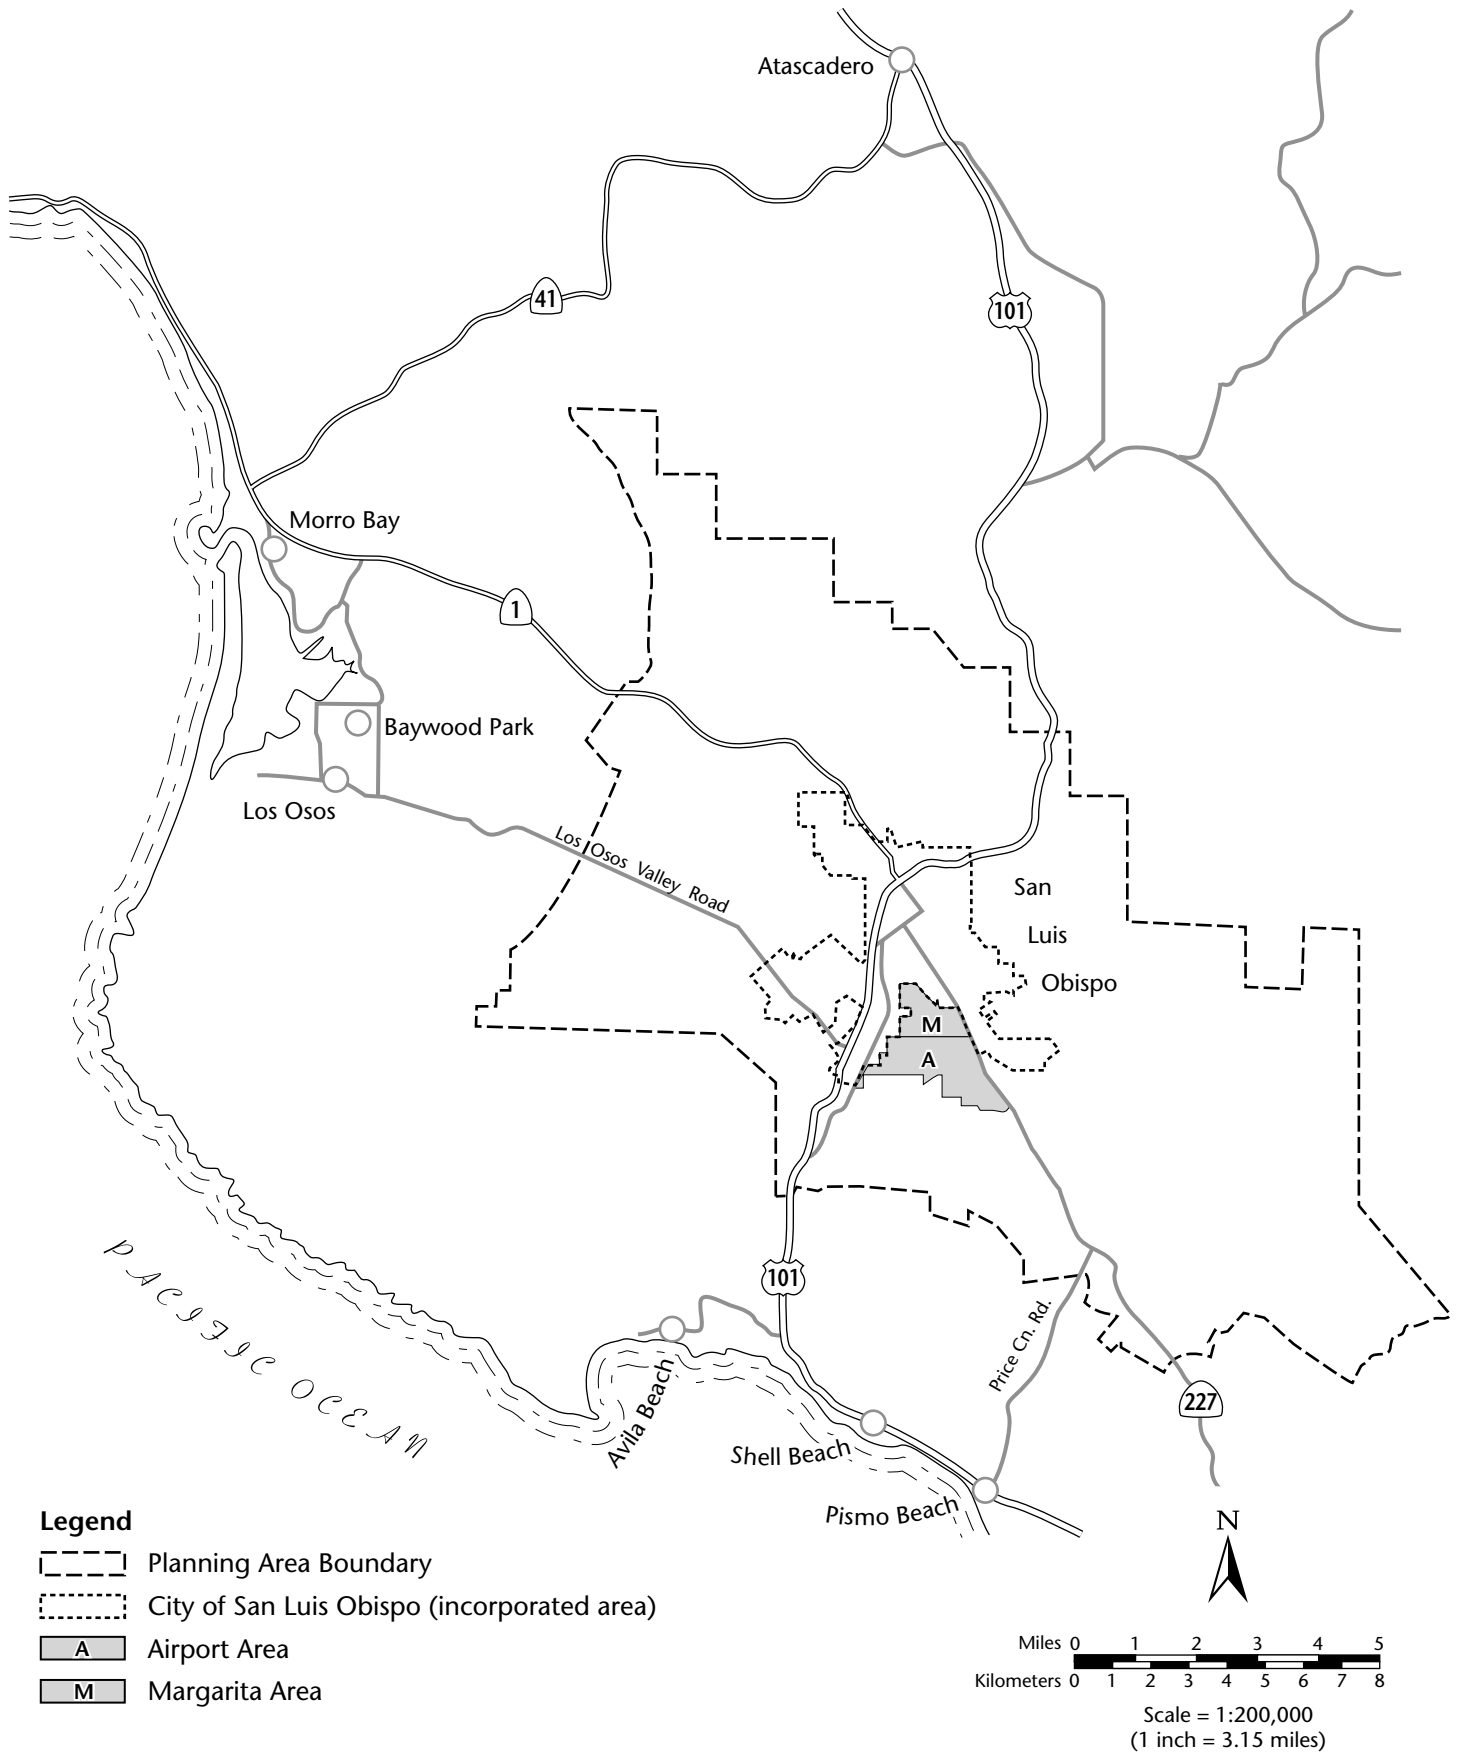 Atascadero
41
101
Morro Bay
1
Baywood Park
Los Osos
Los Osos Valley Road
San
Luis
Obispo
M
A
PACIFIC OCEAN
101
Price Cn. Rd.
227
Avila Beach
Shell Beach
Pismo Beach
Legend
Planning Area Boundary
City of San Luis Obispo (incorporated area)
A Airport Area
M Margarita Area
N
Miles 0 1 2 3 4 5
Kilometers 0 1 2 3 4 5 6 7 8
Scale = 1:200,000
(1 inch = 3.15 miles)